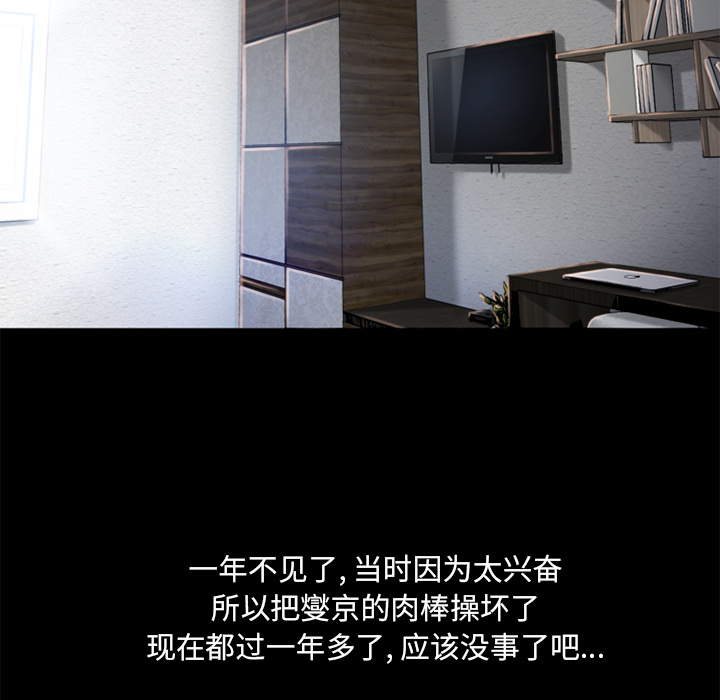 一年不见了, 当时因为太兴奋
所以把燮京的肉棒操坏了
现在都过一年多了, 应该没事了吧...